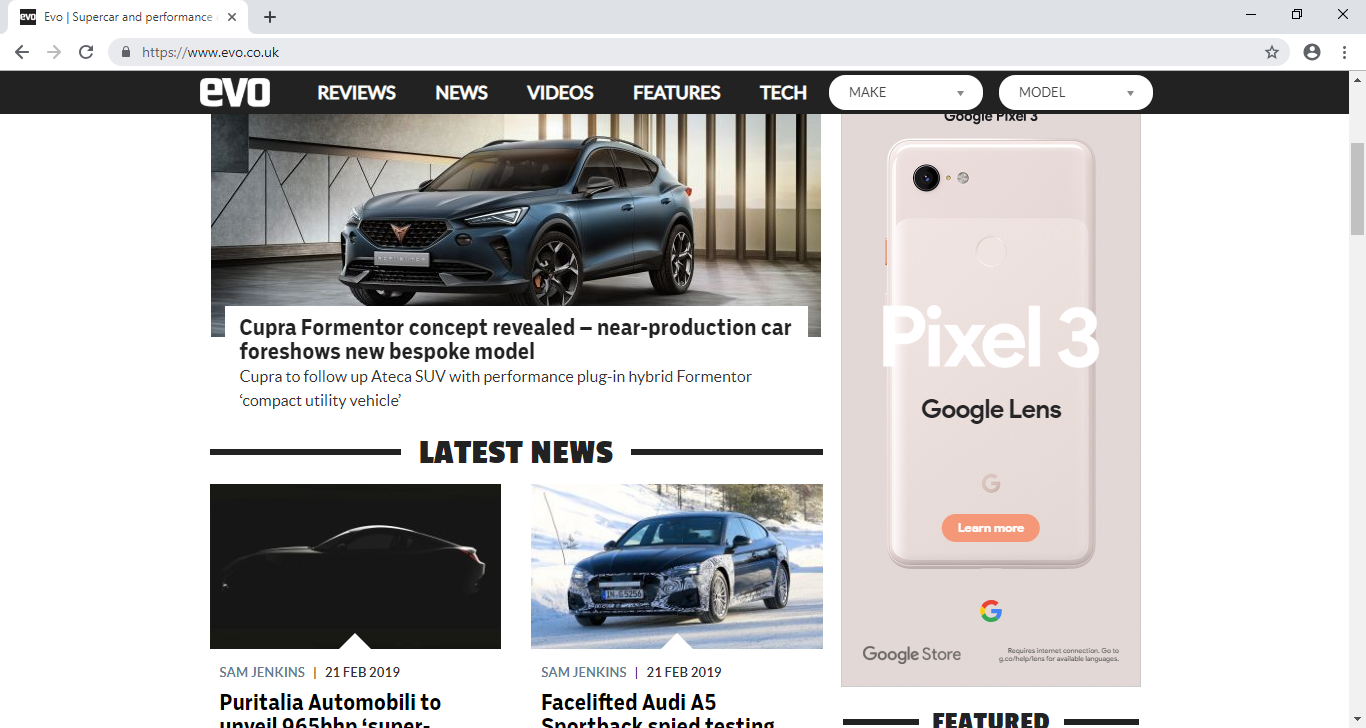 evo Evo | Supercar and performance
https://www.evo.co.uk
evo REVIEWS NEWS VIDEOS FEATURES TECH MAKE MODEL
Cupra Formentor concept revealed – near-production car
foreshows new bespoke model
Cupra to follow up Ateca SUV with performance plug-in hybrid Formentor
‘compact utility vehicle’
LATEST NEWS
SAM JENKINS | 21 FEB 2019
Puritalia Automobili to
unveil 965bhp ‘super-
SAM JENKINS | 21 FEB 2019
Facelifted Audi A5
Sportback spied testing
Google Pixel 3
Pixel 3
Google Lens
G
Learn more
G
Google Store
Requires internet connection. Go to
g.co/help/lens for available languages.
FEATURED